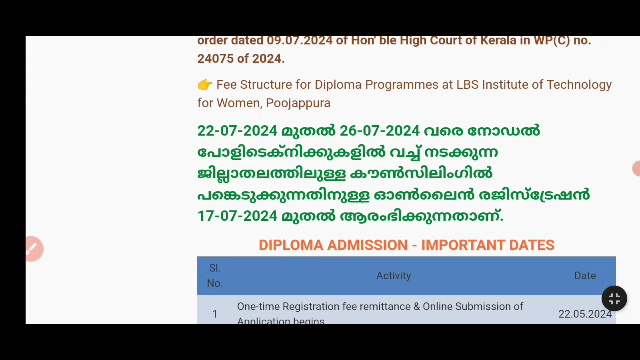 order dated 09.07.2024 of Hon' ble High Court of Kerala in WP(C) no.
24075 of 2024.
👉 Fee Structure for Diploma Programmes at LBS Institute of Technology
for Women, Poojappura
22-07-2024 മുതൽ 26-07-2024 വരെ നോഡൽ
പോളിടെക്നിക്കുകളിൽ വച്ച് നടക്കുന്ന
ജില്ലാതലത്തിലുള്ള കൗൺസിലിംഗിൽ
പങ്കെടുക്കുന്നതിനുള്ള ഓൺലൈൻ രജിസ്ട്രേഷൻ
17-07-2024 മുതൽ ആരംഭിക്കുന്നതാണ്.
DIPLOMA ADMISSION - IMPORTANT DATES
Sl. No. Activity Date
1 One-time Registration fee remittance & Online Submission of 22.05.2024
Application begins